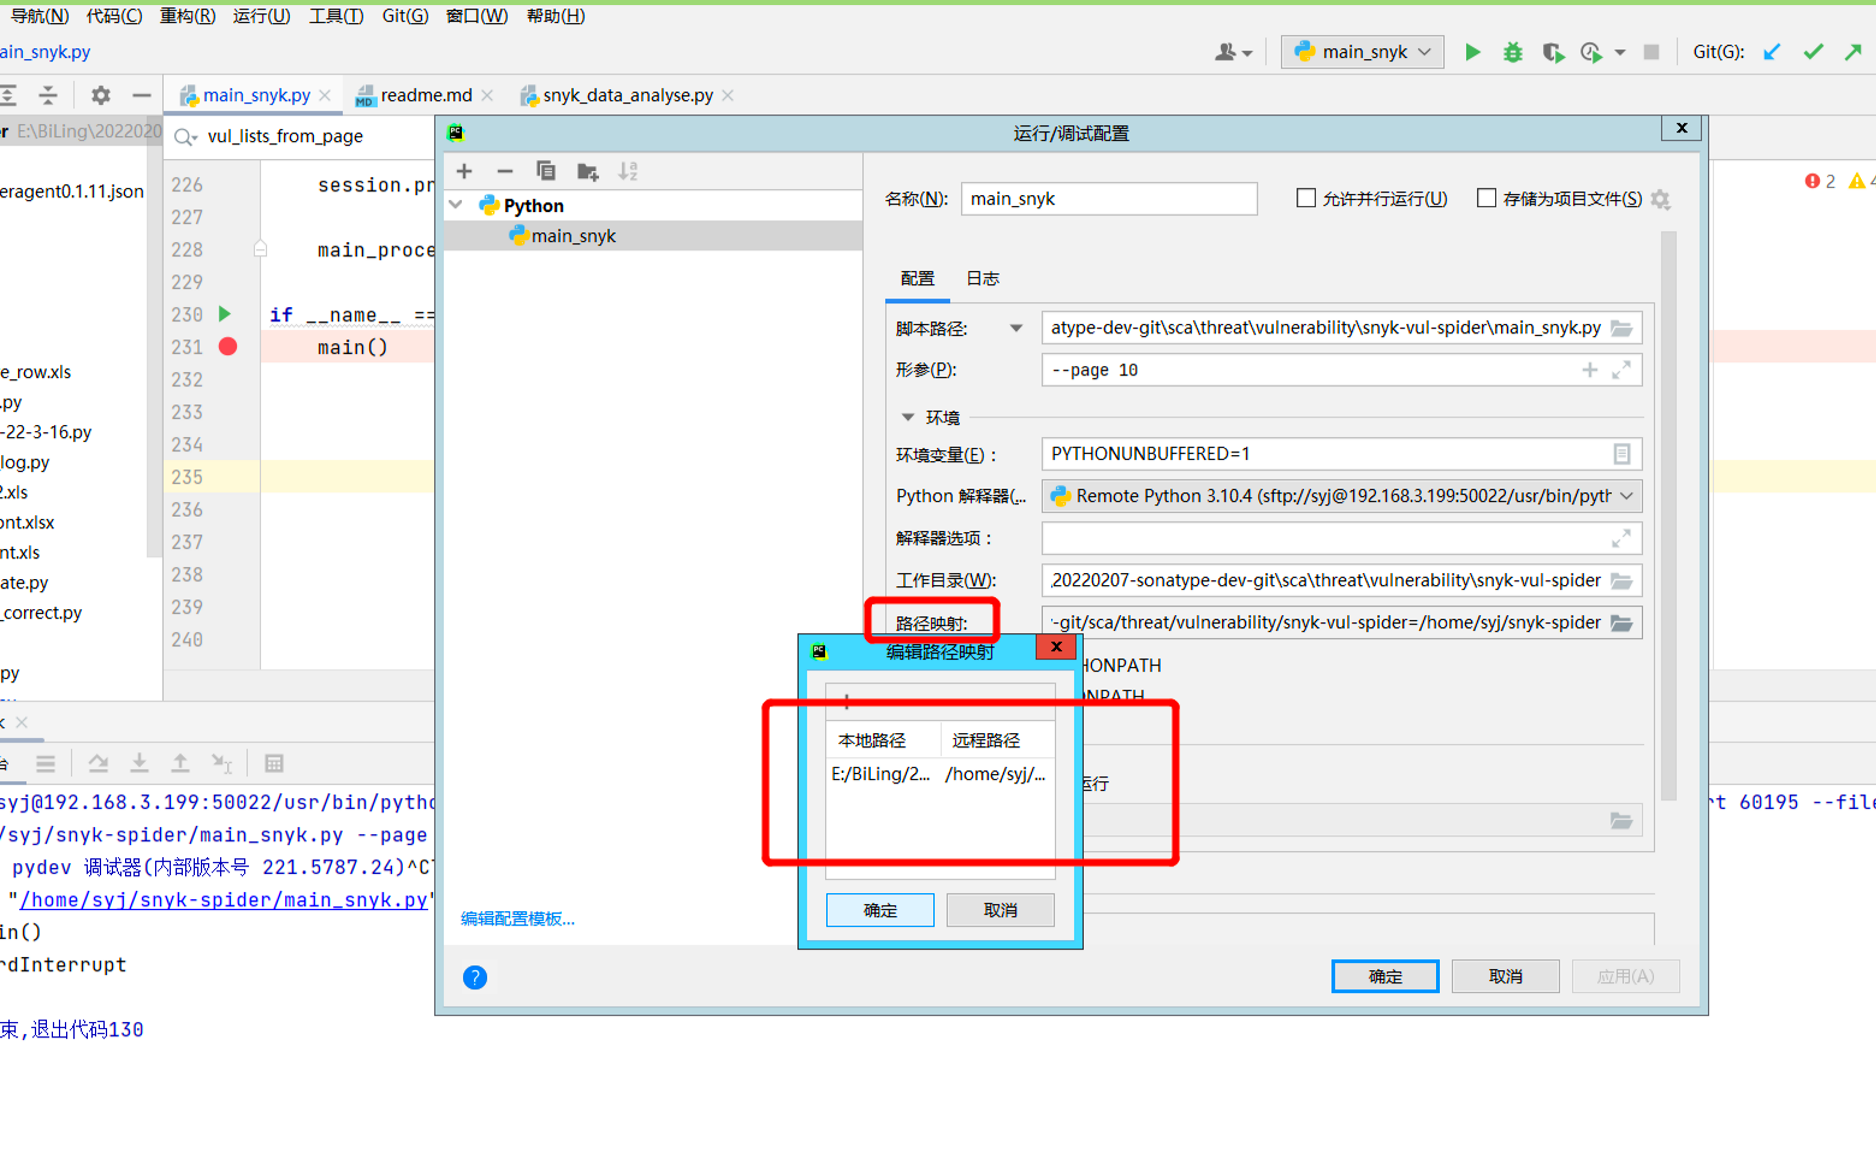 导航(N) 代码(C) 重构(R) 运行(U) 工具(T) Git(G) 窗口(W) 帮助(H)
ain_snyk.py
main_snyk
Git(G):
main_snyk.py
readme.md
snyk_data_analyse.py
er E:\BiLing\2022020
vul_lists_from_page
运行/调试配置
eragent0.1.11.json
e_row.xls
.py
-22-3-16.py
log.py
2.xls
ont.xlsx
nt.xls
ate.py
_correct.py
py
226 session.pr
227
228 main_proce
229
230 if __name__ ==
231 main()
232
233
234
235
236
237
238
239
240
2
4
Python
main_snyk
编辑配置模板...
名称(N): main_snyk
允许并行运行(U)
存储为项目文件(S)
配置 日志
脚本路径: atype-dev-git\sca\threat\vulnerability\snyk-vul-spider\main_snyk.py
形参(P): --page 10
环境
环境变量(E): PYTHONUNBUFFERED=1
Python 解释器(... Remote Python 3.10.4 (sftp://syj@192.168.3.199:50022/usr/bin/pyth
解释器选项:
工作目录(W): 20220207-sonatype-dev-git\sca\threat\vulnerability\snyk-vul-spider
路径映射: -git/sca/threat/vulnerability/snyk-vul-spider=/home/syj/snyk-spider
HONPATH
ONPATH
运行
编辑路径映射
本地路径 远程路径
E:/BiLing/2... /home/syj/...
确定 取消
确定 取消 应用(A)
syj@192.168.3.199:50022/usr/bin/pytho
rt 60195 --file
/syj/snyk-spider/main_snyk.py --page
pydev 调试器(内部版本号 221.5787.24)^C
"/home/syj/snyk-spider/main_snyk.py"
in()
rdInterrupt
束,退出代码130